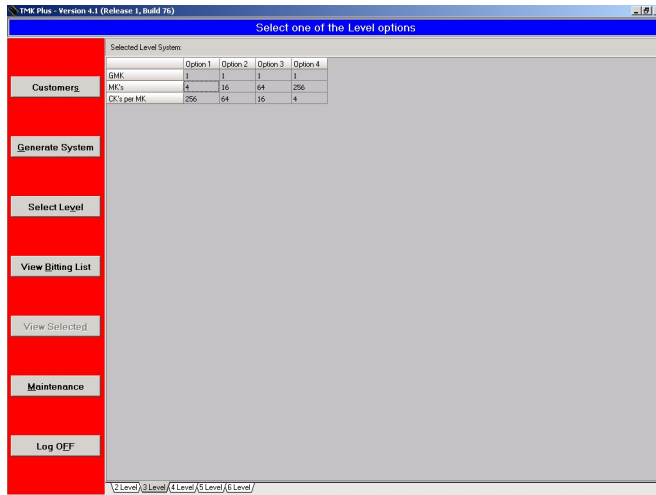 TMK Plus - Version 4.1 (Release 1, Build 76)
Select one of the Level options
Selected Level System:
Option 1 Option 2 Option 3 Option 4
GMK 1 1 1 1
MK's 4 16 64 256
CK's per MK 256 64 16 4
Customers
Generate System
Select Level
View Bitting List
View Selected
Maintenance
Log OFF
2 Level 3 Level 4 Level 5 Level 6 Level